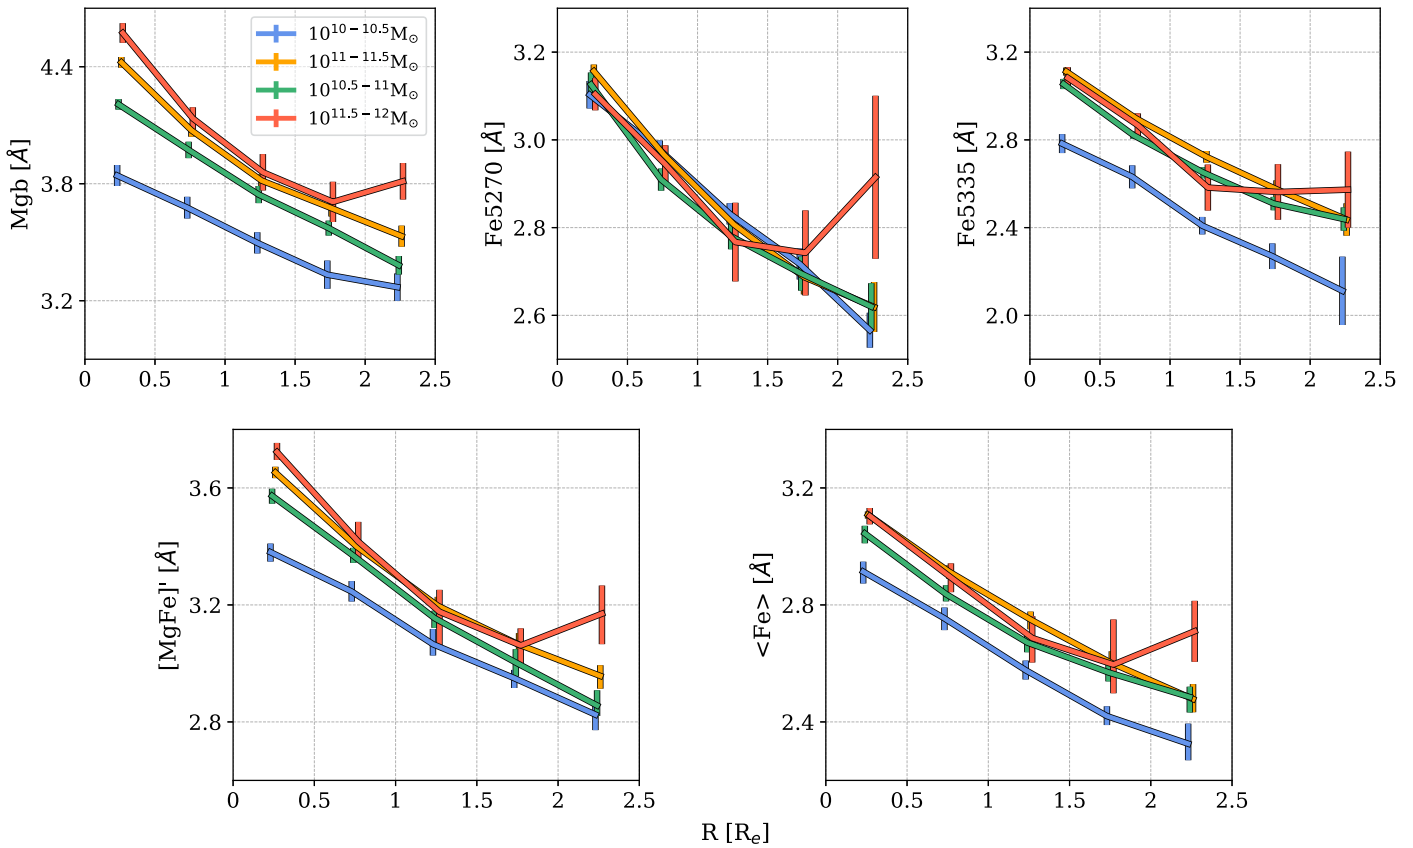 4.4
3.8
3.2
Mgb [Å]
10^{10−10.5}M_⊙
10^{11−11.5}M_⊙
10^{10.5−11}M_⊙
10^{11.5−12}M_⊙
0 0.5 1 1.5 2 2.5
3.2
3.0
2.8
2.6
Fe5270 [Å]
0 0.5 1 1.5 2 2.5
3.2
2.8
2.4
2.0
Fe5335 [Å]
0 0.5 1 1.5 2 2.5
3.6
3.2
2.8
[MgFe]' [Å]
0 0.5 1 1.5 2 2.5
3.2
2.8
2.4
<Fe> [Å]
0 0.5 1 1.5 2 2.5
R [R_e]